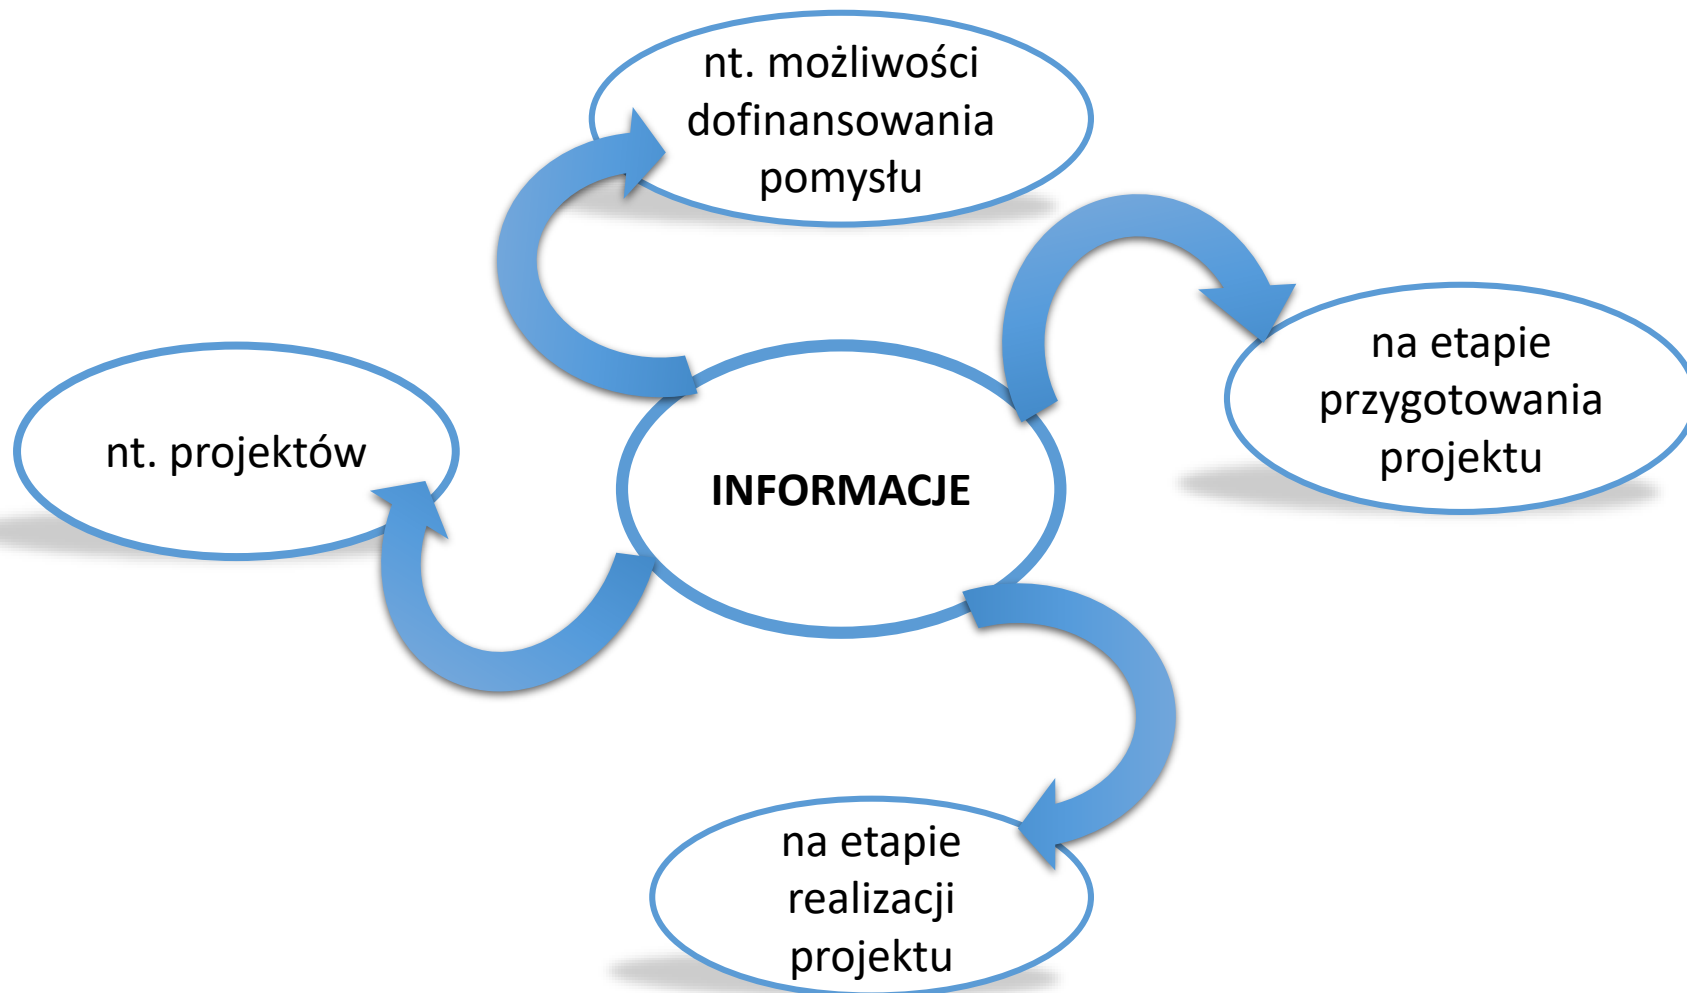 nt. możliwości
dofinansowania
pomysłu
na etapie
przygotowania
projektu
nt. projektów
INFORMACJE
na etapie
realizacji
projektu